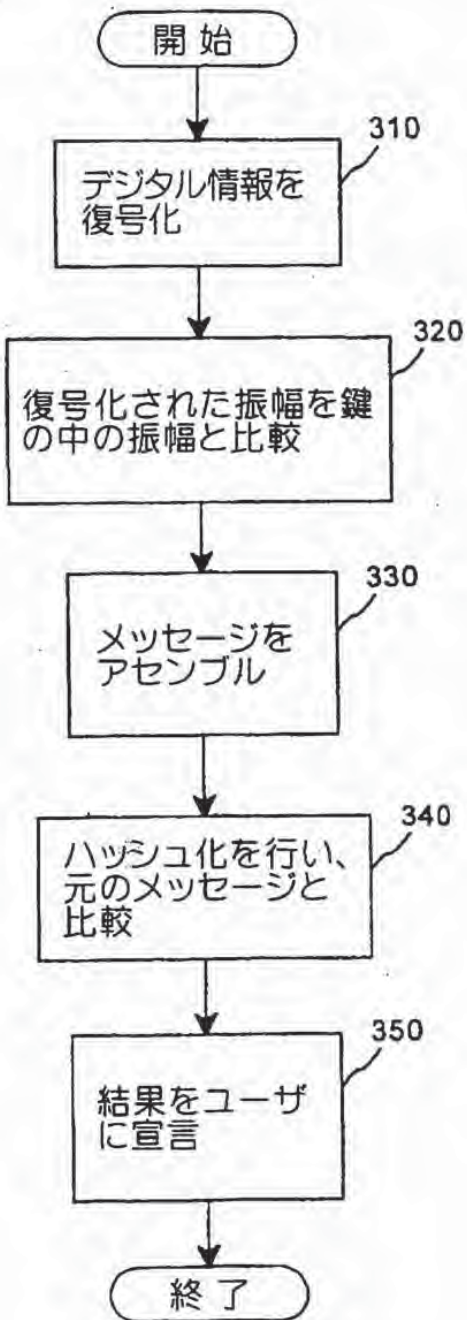 開始
310
デジタル情報を
復号化
320
復号化された振幅を鍵
の中の振幅と比較
330
メッセージを
アセンブル
340
ハッシュ化を行い、
元のメッセージと
比較
350
結果をユーザ
に宣言
終了